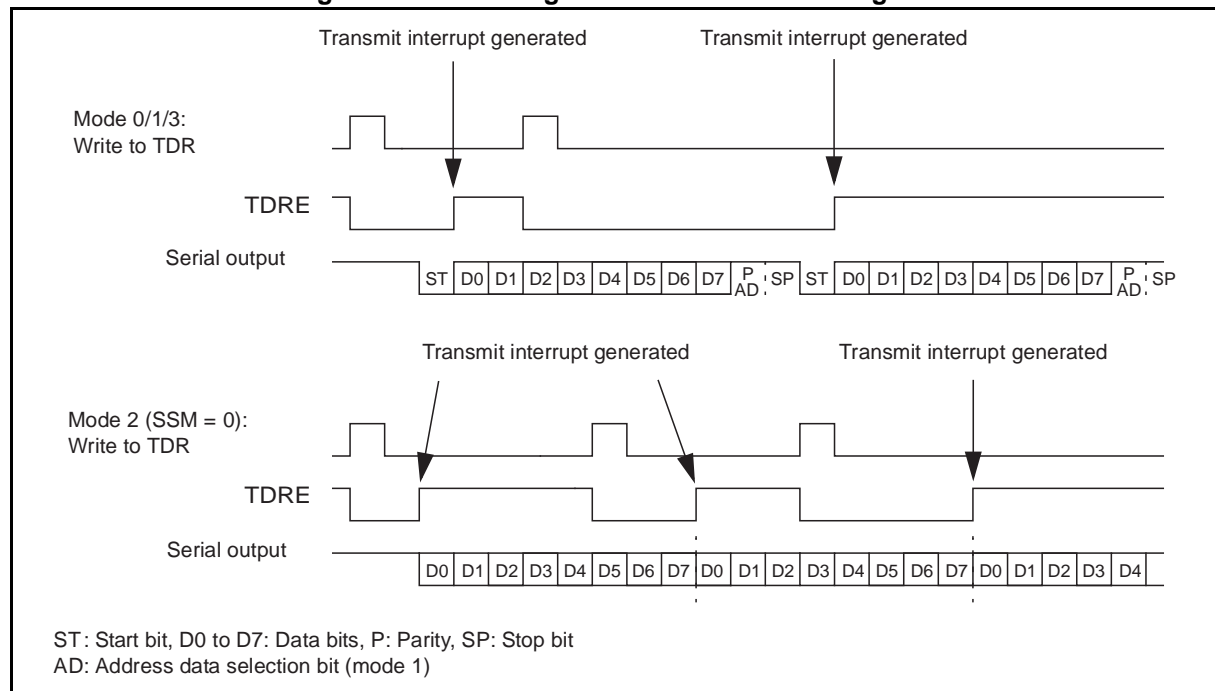 Transmit interrupt generated Transmit interrupt generated
Mode 0/1/3:
Write to TDR
TDRE
Serial output
ST D0 D1 D2 D3 D4 D5 D6 D7 P AD SP ST D0 D1 D2 D3 D4 D5 D6 D7 P AD SP
Transmit interrupt generated Transmit interrupt generated
Mode 2 (SSM = 0):
Write to TDR
TDRE
Serial output
D0 D1 D2 D3 D4 D5 D6 D7 D0 D1 D2 D3 D4 D5 D6 D7 D0 D1 D2 D3 D4
ST: Start bit, D0 to D7: Data bits, P: Parity, SP: Stop bit
AD: Address data selection bit (mode 1)